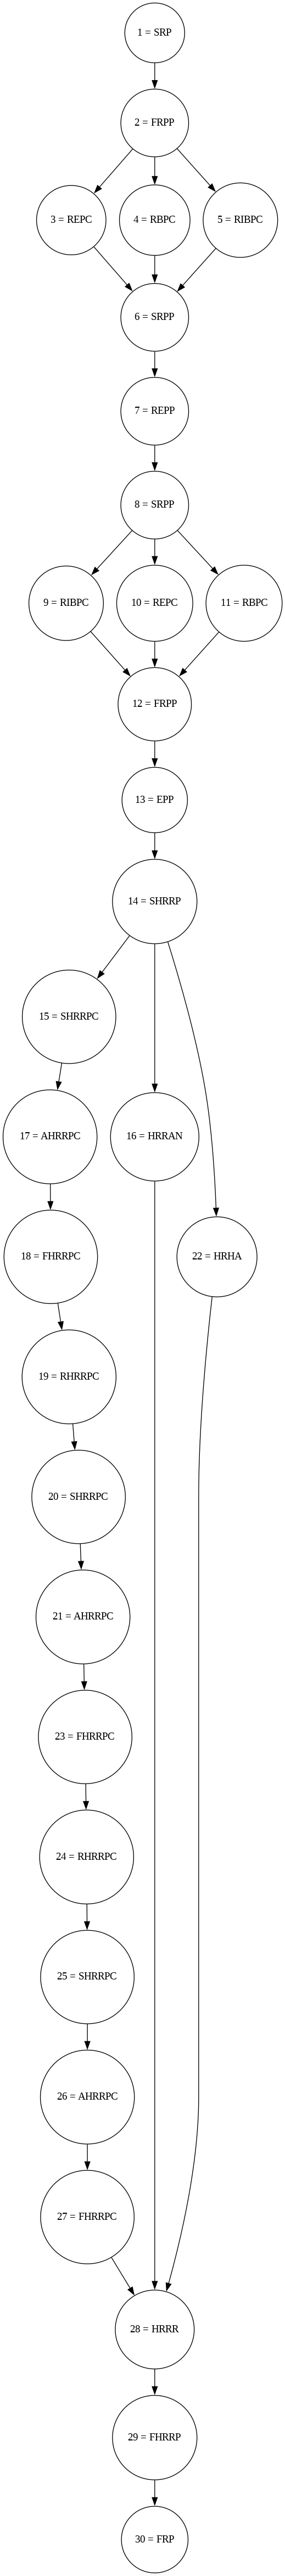 1 = SRP
2 = FRPP
3 = REPC
4 = RBPC
5 = RIBPC
6 = SRPP
7 = REPP
8 = SRPP
9 = RIBPC
10 = REPC
11 = RBPC
12 = FRPP
13 = EPP
14 = SHRRP
15 = SHRRPC
17 = AHRRPC
16 = HRRAN
18 = FHRRPC
22 = HRHA
19 = RHRRPC
20 = SHRRPC
21 = AHRRPC
23 = FHRRPC
24 = RHRRPC
25 = SHRRPC
26 = AHRRPC
27 = FHRRPC
28 = HRRR
29 = FHRRP
30 = FRP